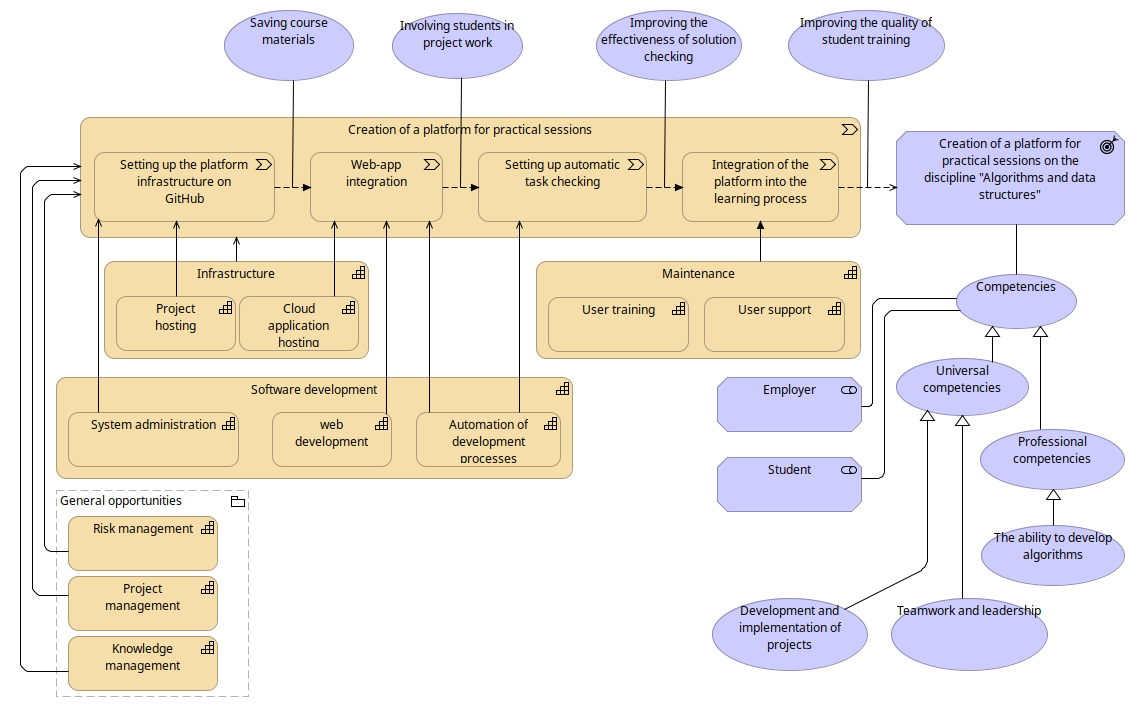 Saving course
materials
Involving students in
project work
Improving the
effectiveness of solution
checking
Improving the quality of
student training
Creation of a platform for practical sessions
Setting up the platform
infrastructure on
GitHub
Web-app
integration
Setting up automatic
task checking
Integration of the
platform into the
learning process
Creation of a platform for
practical sessions on the
discipline "Algorithms and data
structures"
Infrastructure
Project
hosting
Cloud
application
hosting
Maintenance
User training
User support
Competencies
Software development
System administration
web
development
Automation of
development
processes
Employer
Student
Universal
competencies
Professional
competencies
The ability to develop
algorithms
Development and
implementation of
projects
Teamwork and leadership
General opportunities
Risk management
Project
management
Knowledge
management